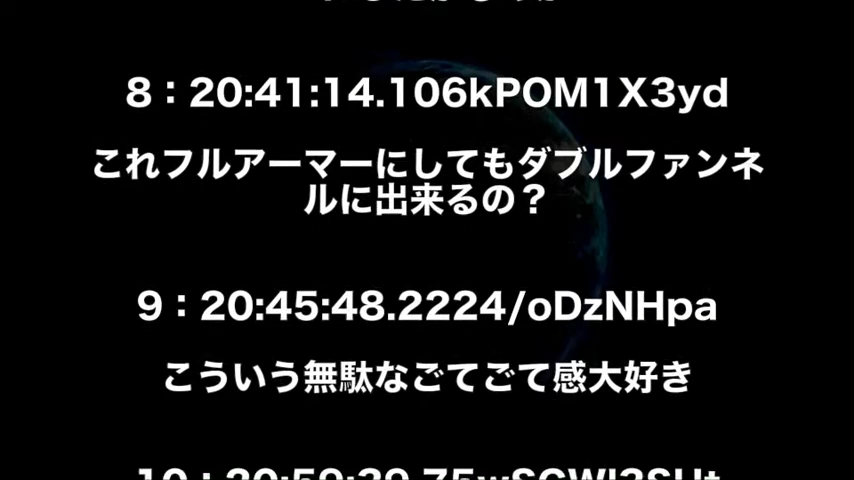 8：20:41:14.106kPOM1X3yd
これフルアーマーにしてもダブルファンネ
ルに出来るの？
9：20:45:48.2224/oDzNHpa
こういう無駄なごてごて感大好き